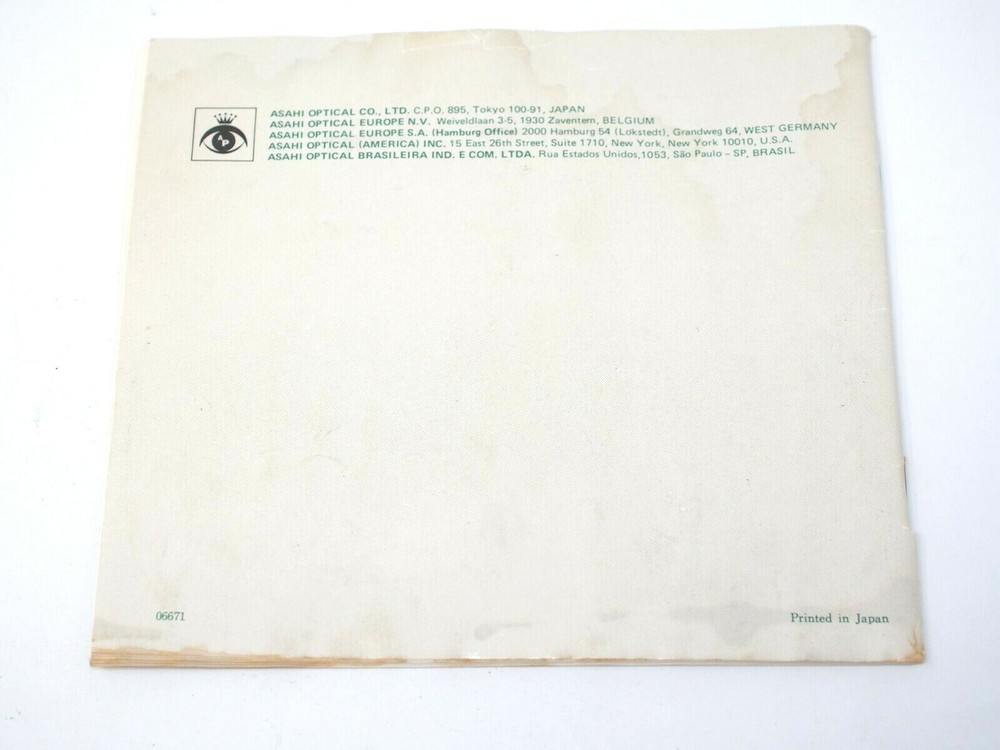 ASAHI OPTICAL CO., LTD. C.P.O. 895, Tokyo 100-91, JAPAN
ASAHI OPTICAL EUROPE N.V. Weiveldlaan 3-5, 1930 Zaventem, BELGIUM
ASAHI OPTICAL EUROPE S.A. (Hamburg Office) 2000 Hamburg 54 (Lokstedt), Grandweg 64, WEST GERMANY
ASAHI OPTICAL (AMERICA) INC. 15 East 26th Street, Suite 1710, New York, New York 10010, U.S.A.
ASAHI OPTICAL BRASILEIRA IND. E COM. LTDA. Rua Estados Unidos,1053, São Paulo – SP, BRASIL
AP
06671
Printed in Japan